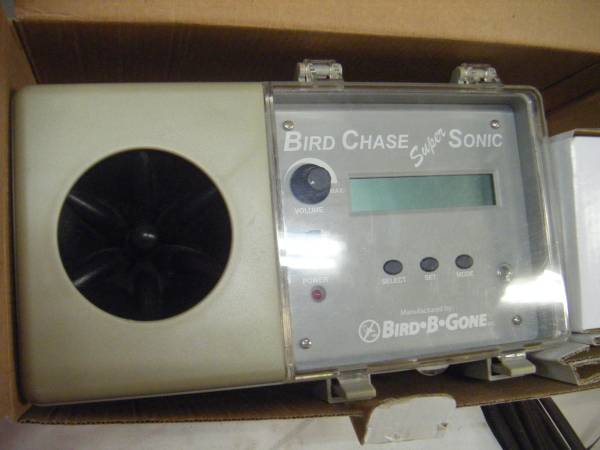 BIRD CHASE Super SONIC
MAX.
VOLUME
SELECT SET MODE
POWER
Manufactured by:
BIRD•B•GONE